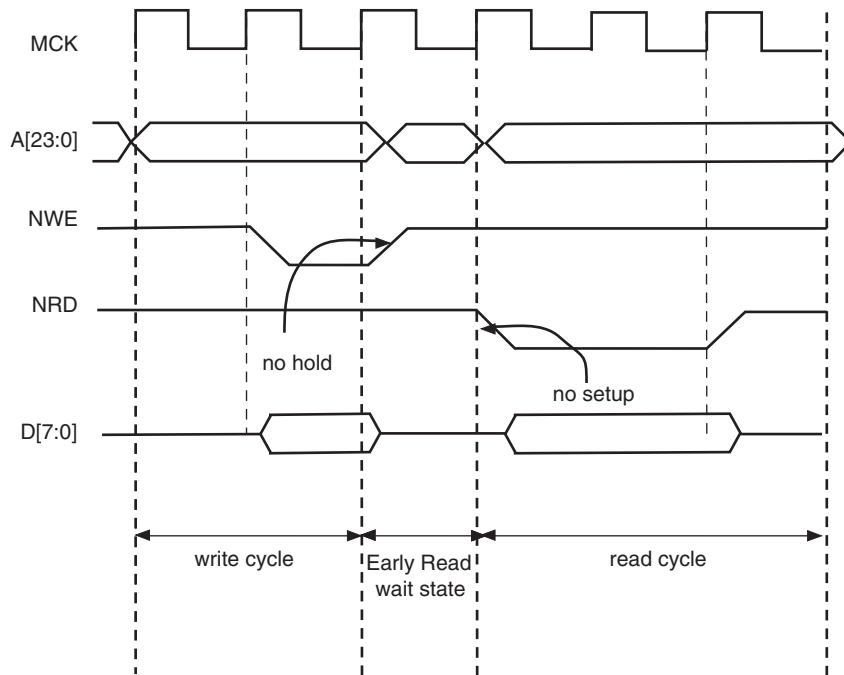 MCK
A[23:0]
NWE
NRD
no hold
no setup
D[7:0]
write cycle
Early Read
wait state
read cycle